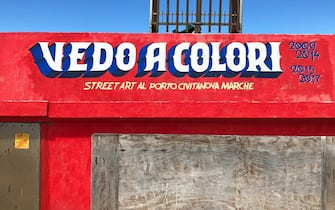 VEDO A COLORI
STREET ART AL PORTO CIVITANOVA MARCHE
2009
2014
2015
2017